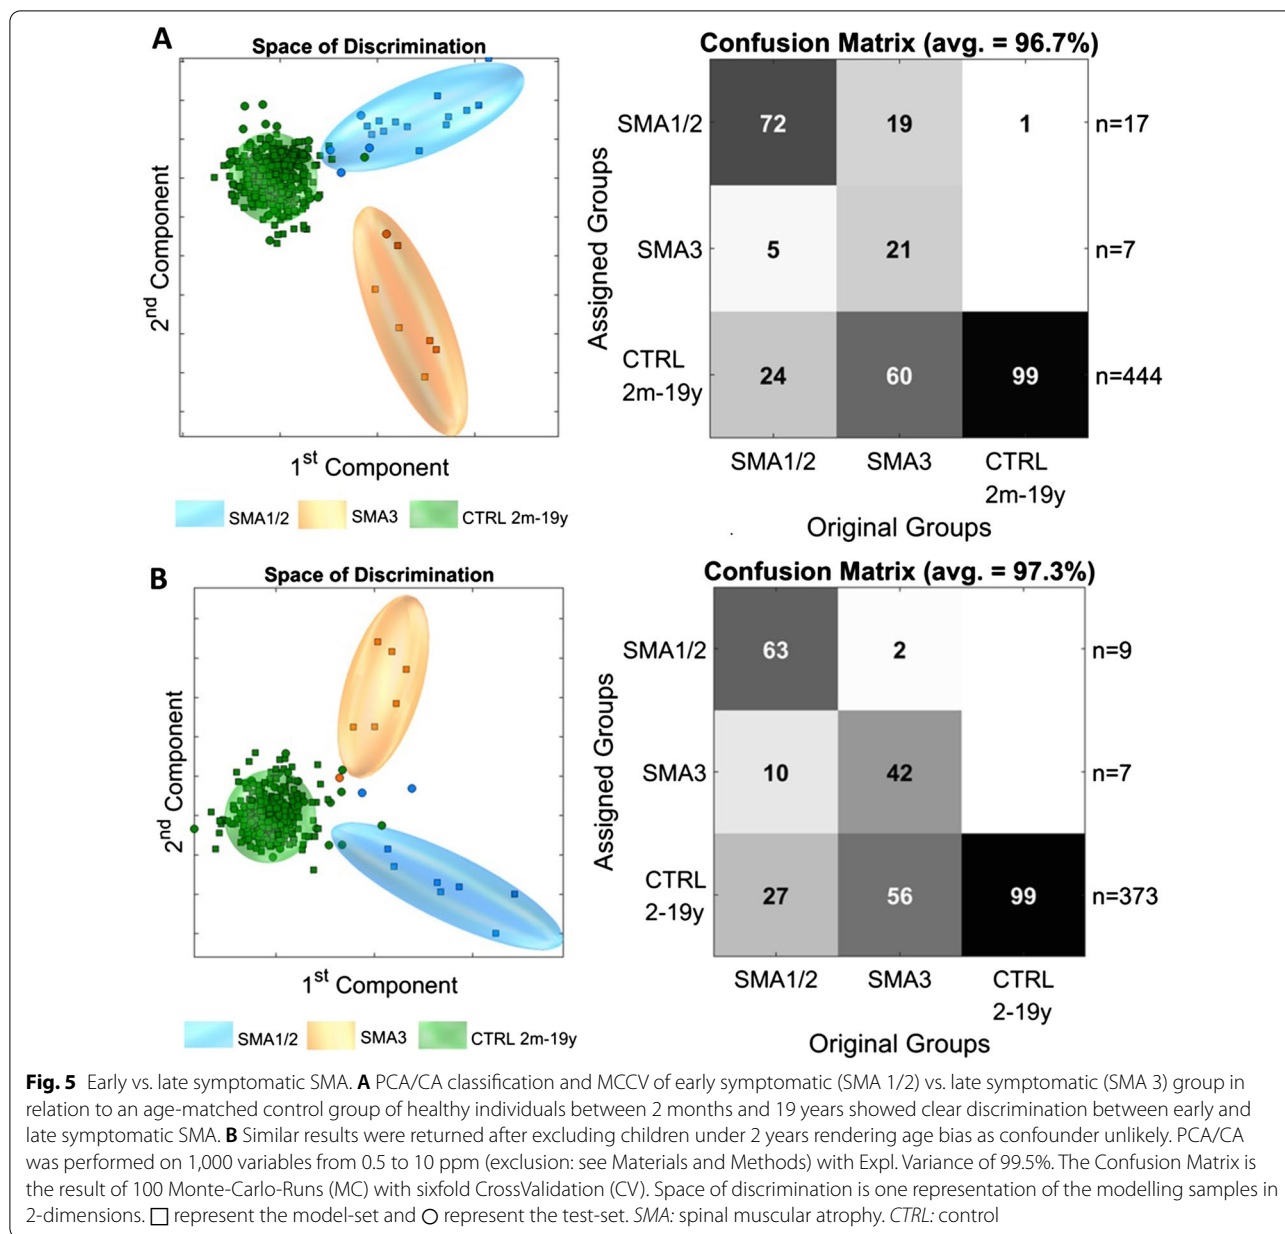 A
Space of Discrimination
2nd Component
1st Component
SMA1/2 SMA3 CTRL 2m-19y
Confusion Matrix (avg. = 96.7%)
Assigned Groups
SMA1/2 72 19 1 n=17
SMA3 5 21 n=7
CTRL
2m-19y 24 60 99 n=444
SMA1/2 SMA3 CTRL
2m-19y
Original Groups
B
Space of Discrimination
2nd Component
1st Component
SMA1/2 SMA3 CTRL 2m-19y
Confusion Matrix (avg. = 97.3%)
Assigned Groups
SMA1/2 63 2 n=9
SMA3 10 42 n=7
CTRL
2-19y 27 56 99 n=373
SMA1/2 SMA3 CTRL
2-19y
Original Groups
Fig. 5 Early vs. late symptomatic SMA. A PCA/CA classification and MCCV of early symptomatic (SMA 1/2) vs. late symptomatic (SMA 3) group in
relation to an age-matched control group of healthy individuals between 2 months and 19 years showed clear discrimination between early and
late symptomatic SMA. B Similar results were returned after excluding children under 2 years rendering age bias as confounder unlikely. PCA/CA
was performed on 1,000 variables from 0.5 to 10 ppm (exclusion: see Materials and Methods) with Expl. Variance of 99.5%. The Confusion Matrix is
the result of 100 Monte-Carlo-Runs (MC) with sixfold CrossValidation (CV). Space of discrimination is one representation of the modelling samples in
2-dimensions. □ represent the model-set and ○ represent the test-set. SMA: spinal muscular atrophy. CTRL: control